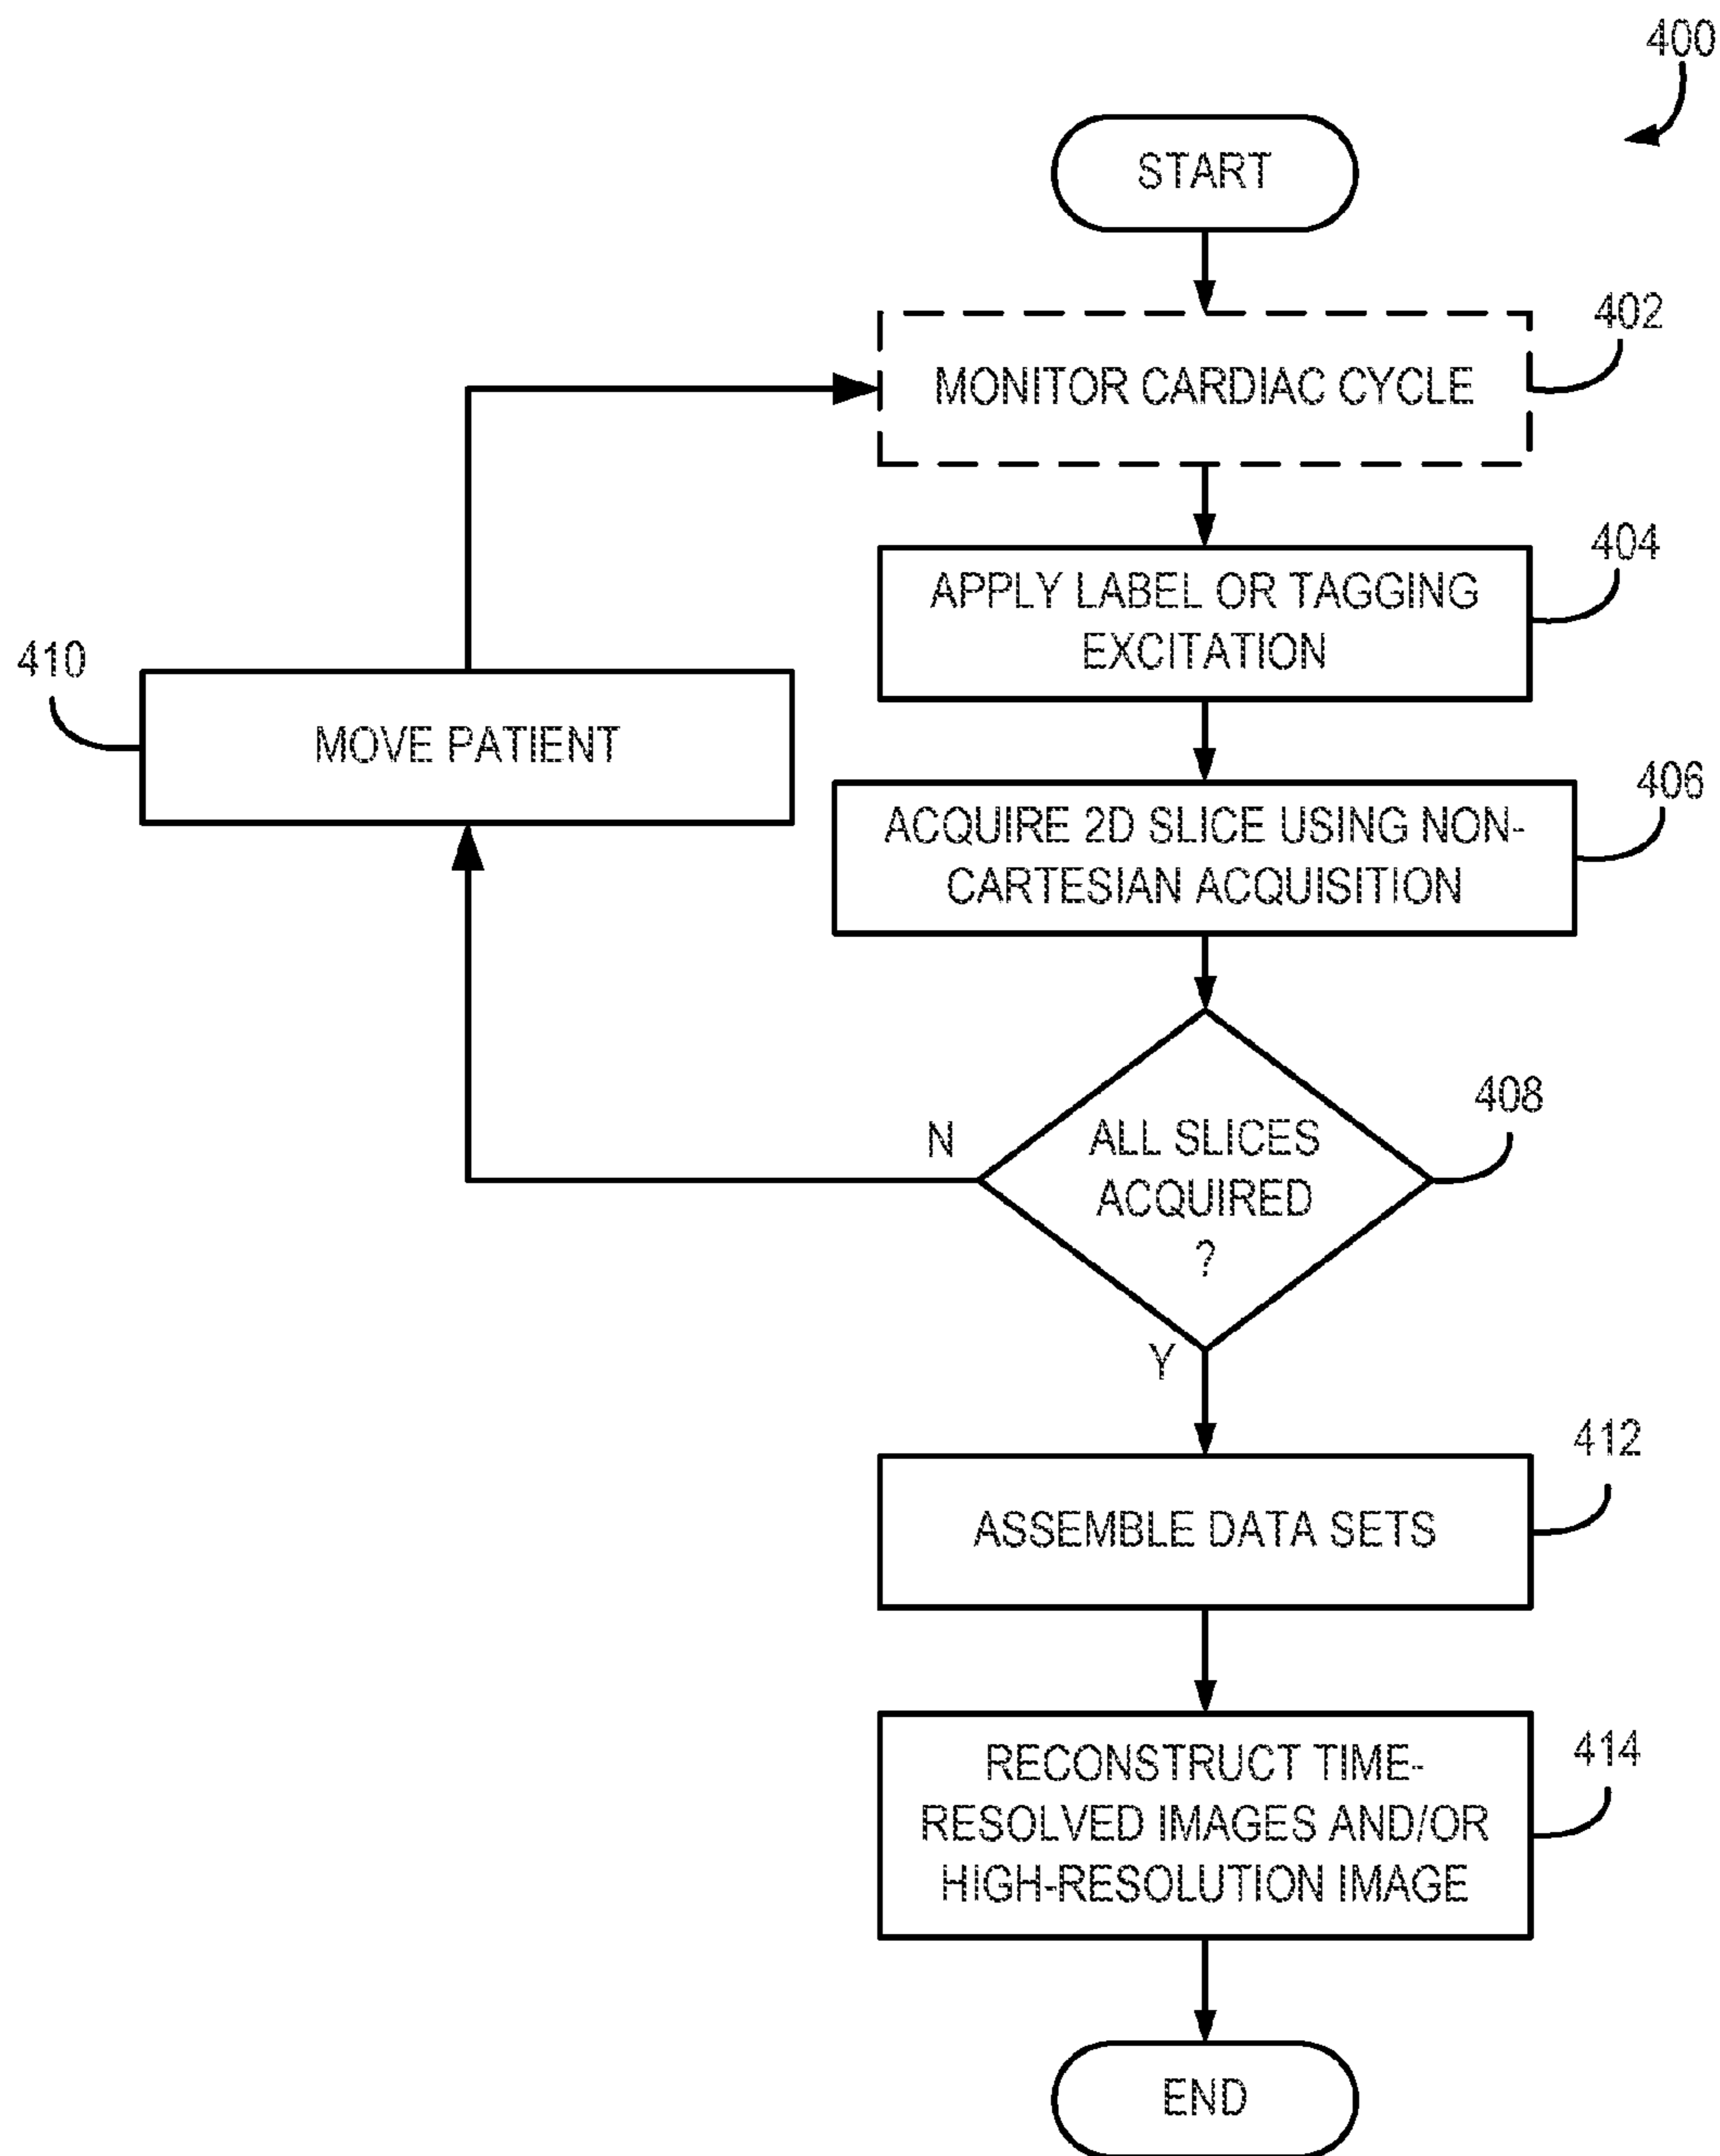 400
START
402
MONITOR CARDIAC CYCLE
404
APPLY LABEL OR TAGGING
EXCITATION
410
MOVE PATIENT
406
ACQUIRE 2D SLICE USING NON-
CARTESIAN ACQUISITION
408
N
ALL SLICES
ACQUIRED
?
Y
412
ASSEMBLE DATA SETS
414
RECONSTRUCT TIME-
RESOLVED IMAGES AND/OR
HIGH-RESOLUTION IMAGE
END